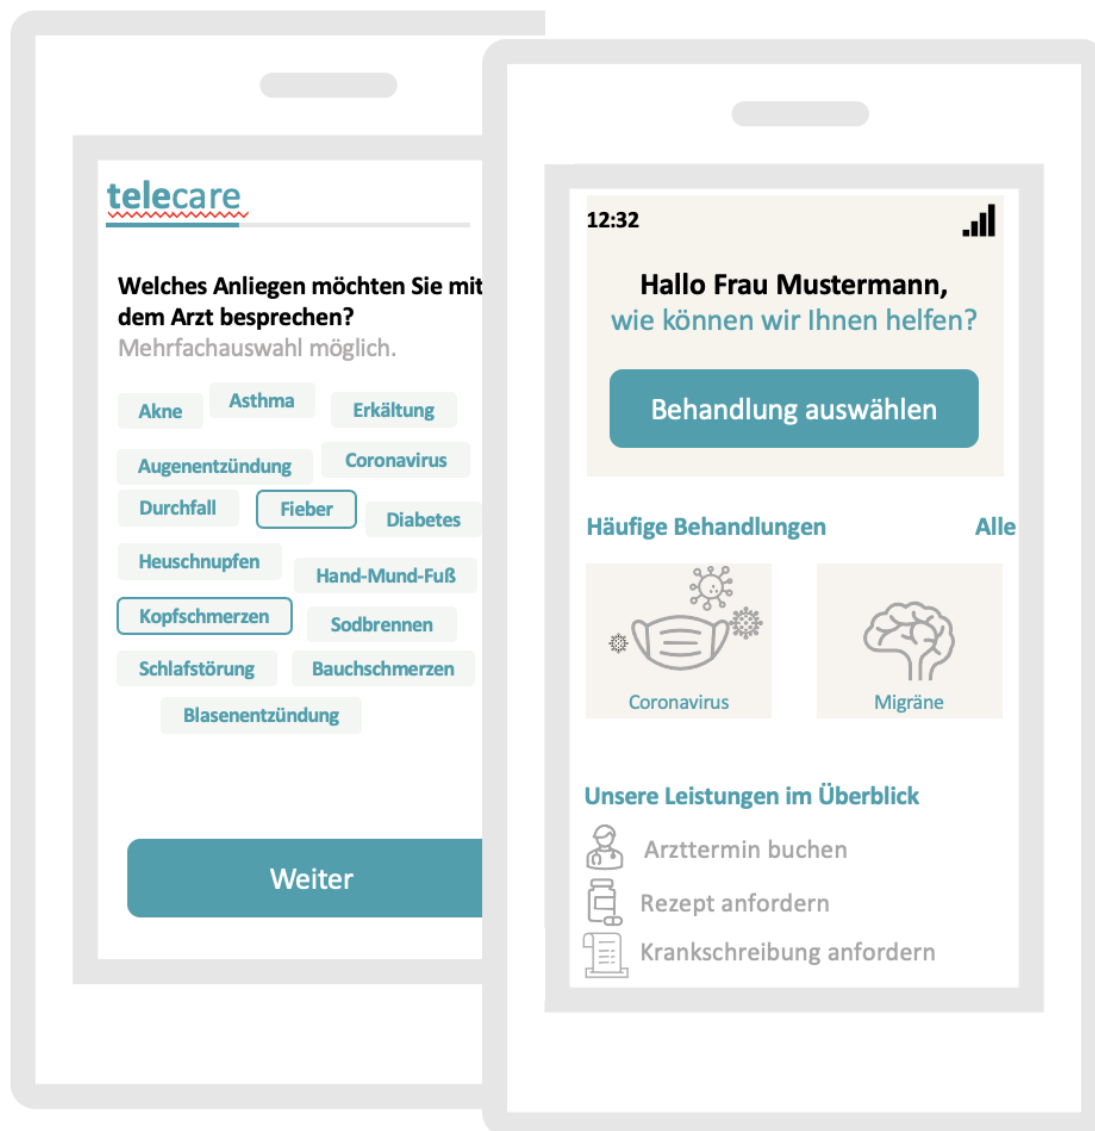 telecare
Welches Anliegen möchten Sie mit
dem Arzt besprechen?
Mehrfachauswahl möglich.
Akne
Asthma
Erkältung
Augenentzündung
Coronavirus
Durchfall
Fieber
Diabetes
Heuschnupfen
Hand-Mund-Fuß
Kopfschmerzen
Sodbrennen
Schlafstörung
Bauchschmerzen
Blasenentzündung
Weiter
12:32
Hallo Frau Mustermann,
wie können wir Ihnen helfen?
Behandlung auswählen
Häufige Behandlungen
Alle
Coronavirus
Migräne
Unsere Leistungen im Überblick
Arzttermin buchen
Rezept anfordern
Krankschreibung anfordern